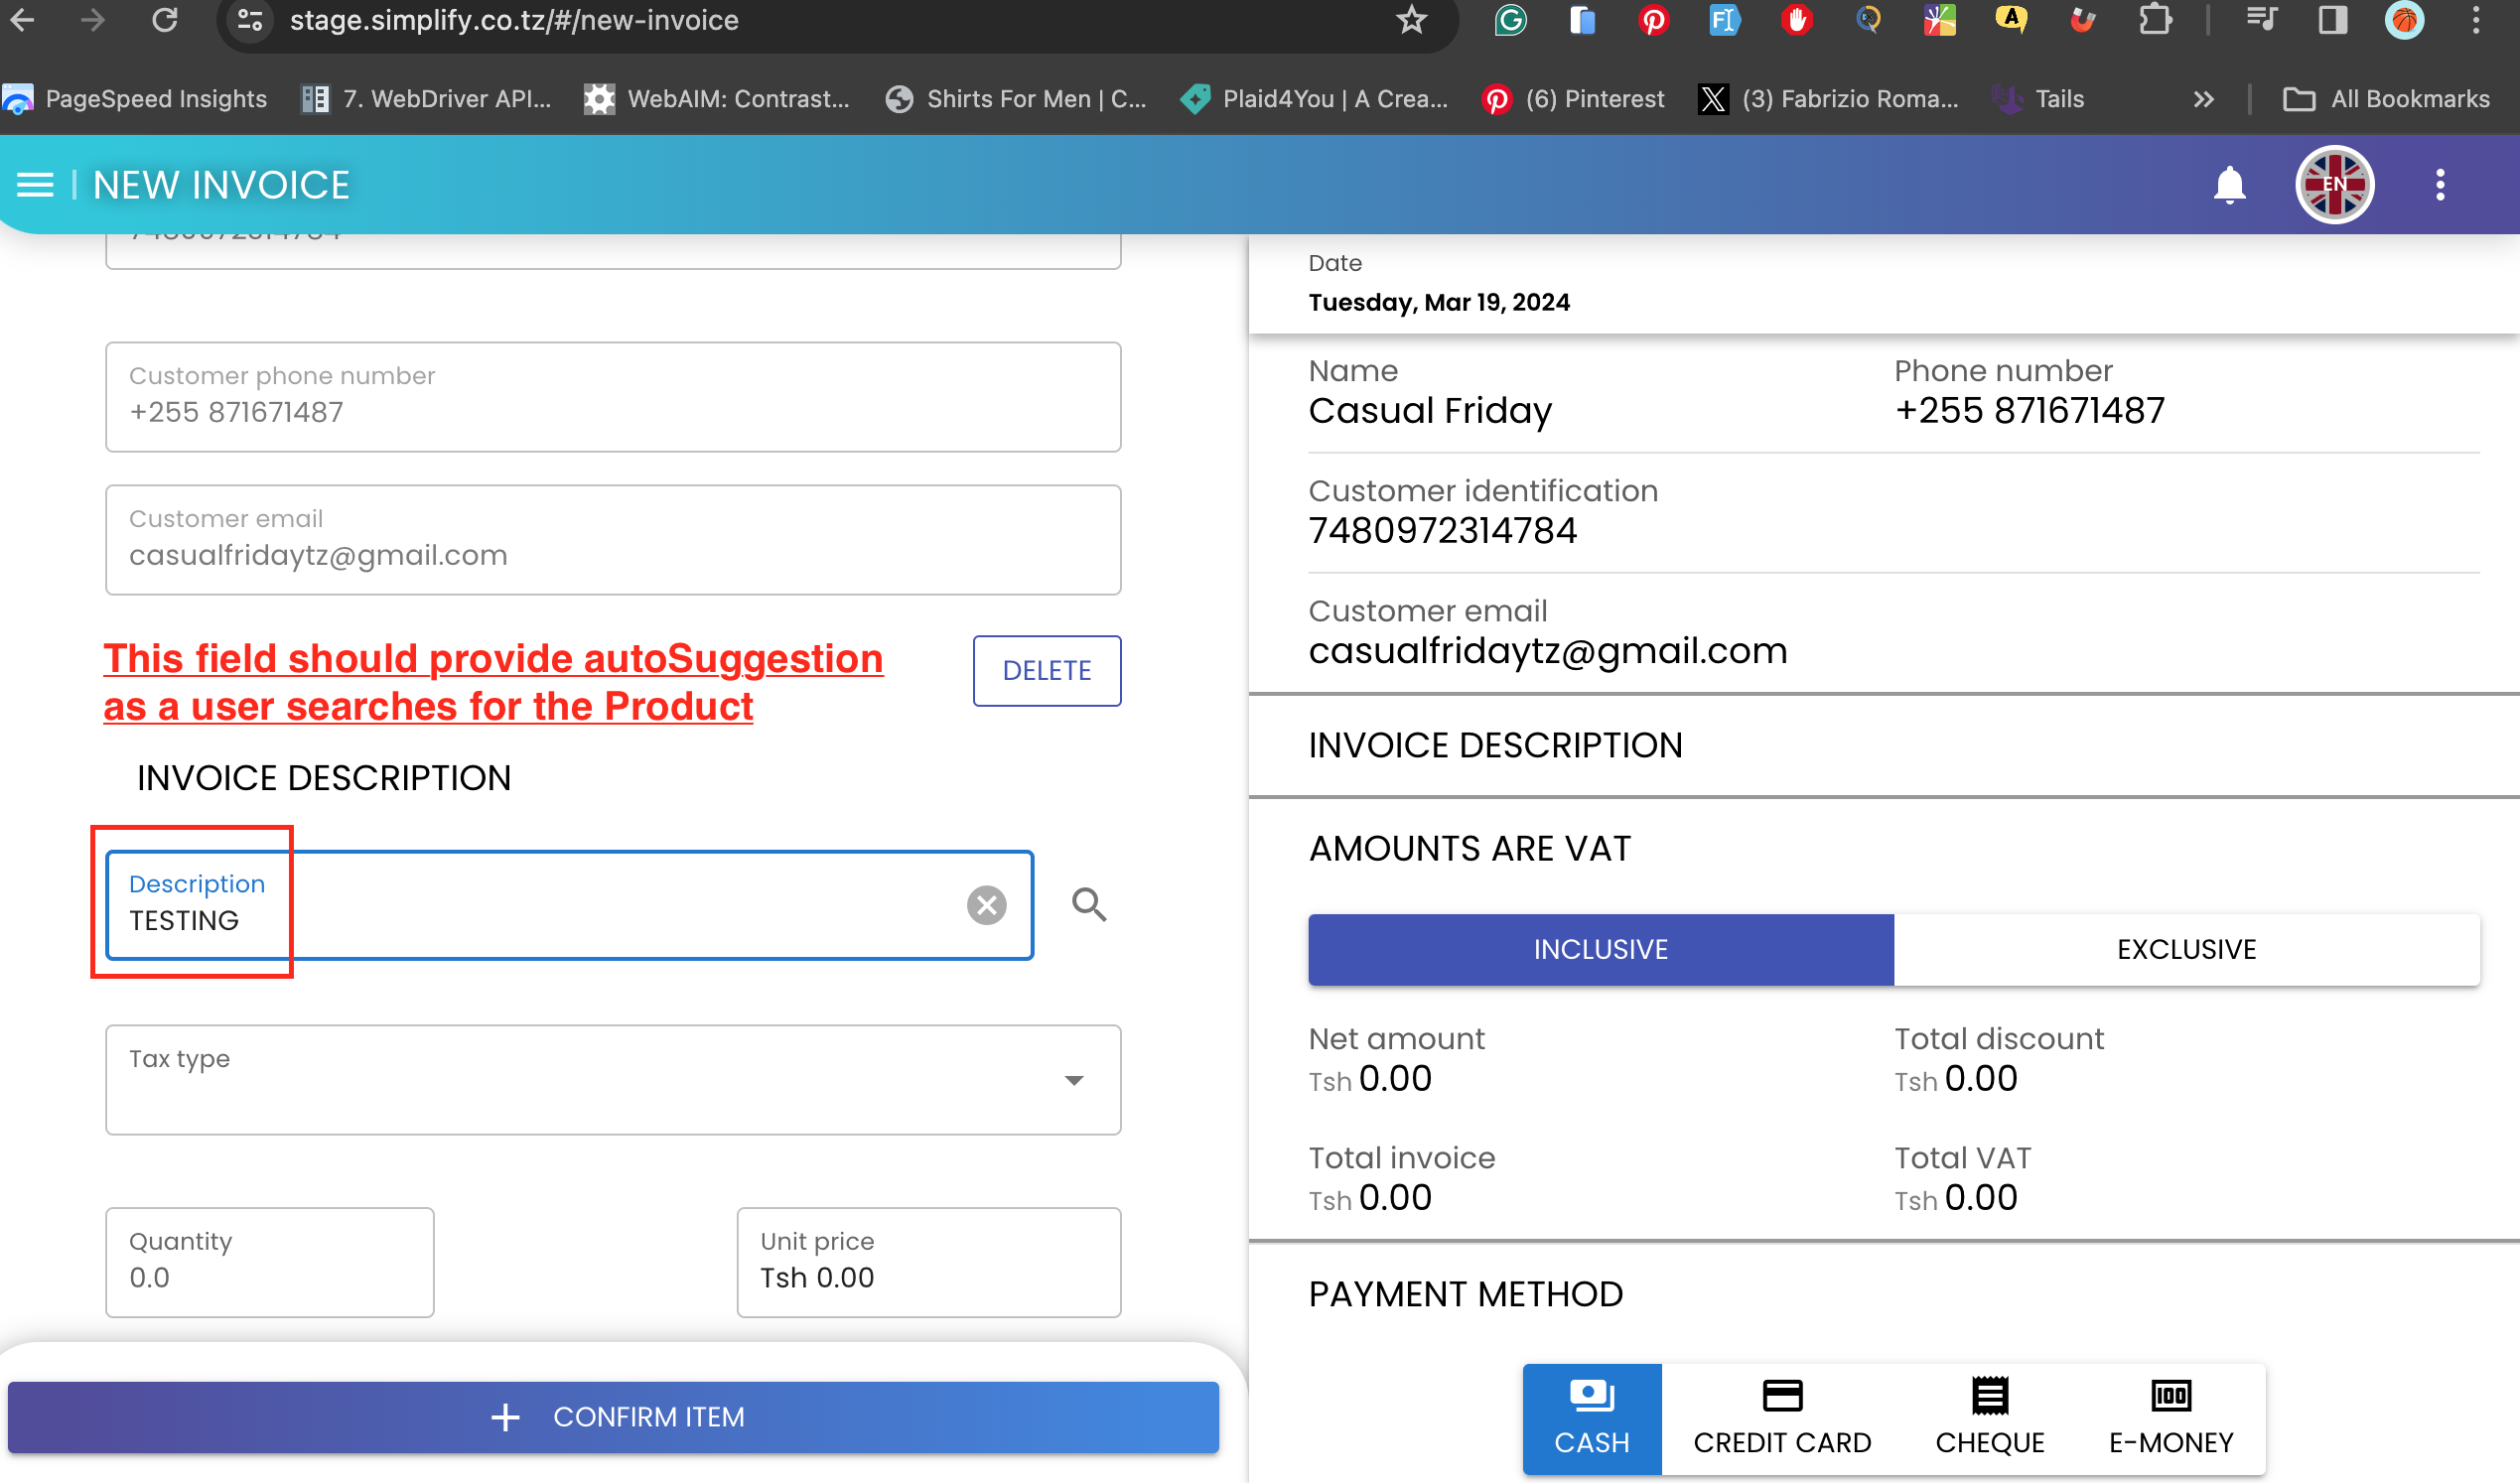 stage.simplify.co.tz/#/new-invoice
PageSpeed Insights
7. WebDriver API...
WebAIM: Contrast...
Shirts For Men | C...
Plaid4You | A Crea...
(6) Pinterest
(3) Fabrizio Roma...
Tails
All Bookmarks
NEW INVOICE
EN
7480972314784
Customer phone number
+255 871671487
Customer email
casualfridaytz@gmail.com
This field should provide autoSuggestion
as a user searches for the Product
DELETE
INVOICE DESCRIPTION
Description
TESTING
Tax type
Quantity
0.0
Unit price
Tsh 0.00
CONFIRM ITEM
Date
Tuesday, Mar 19, 2024
Name
Casual Friday
Phone number
+255 871671487
Customer identification
7480972314784
Customer email
casualfridaytz@gmail.com
INVOICE DESCRIPTION
AMOUNTS ARE VAT
INCLUSIVE
EXCLUSIVE
Net amount
Tsh 0.00
Total discount
Tsh 0.00
Total invoice
Tsh 0.00
Total VAT
Tsh 0.00
PAYMENT METHOD
CASH
CREDIT CARD
CHEQUE
E-MONEY